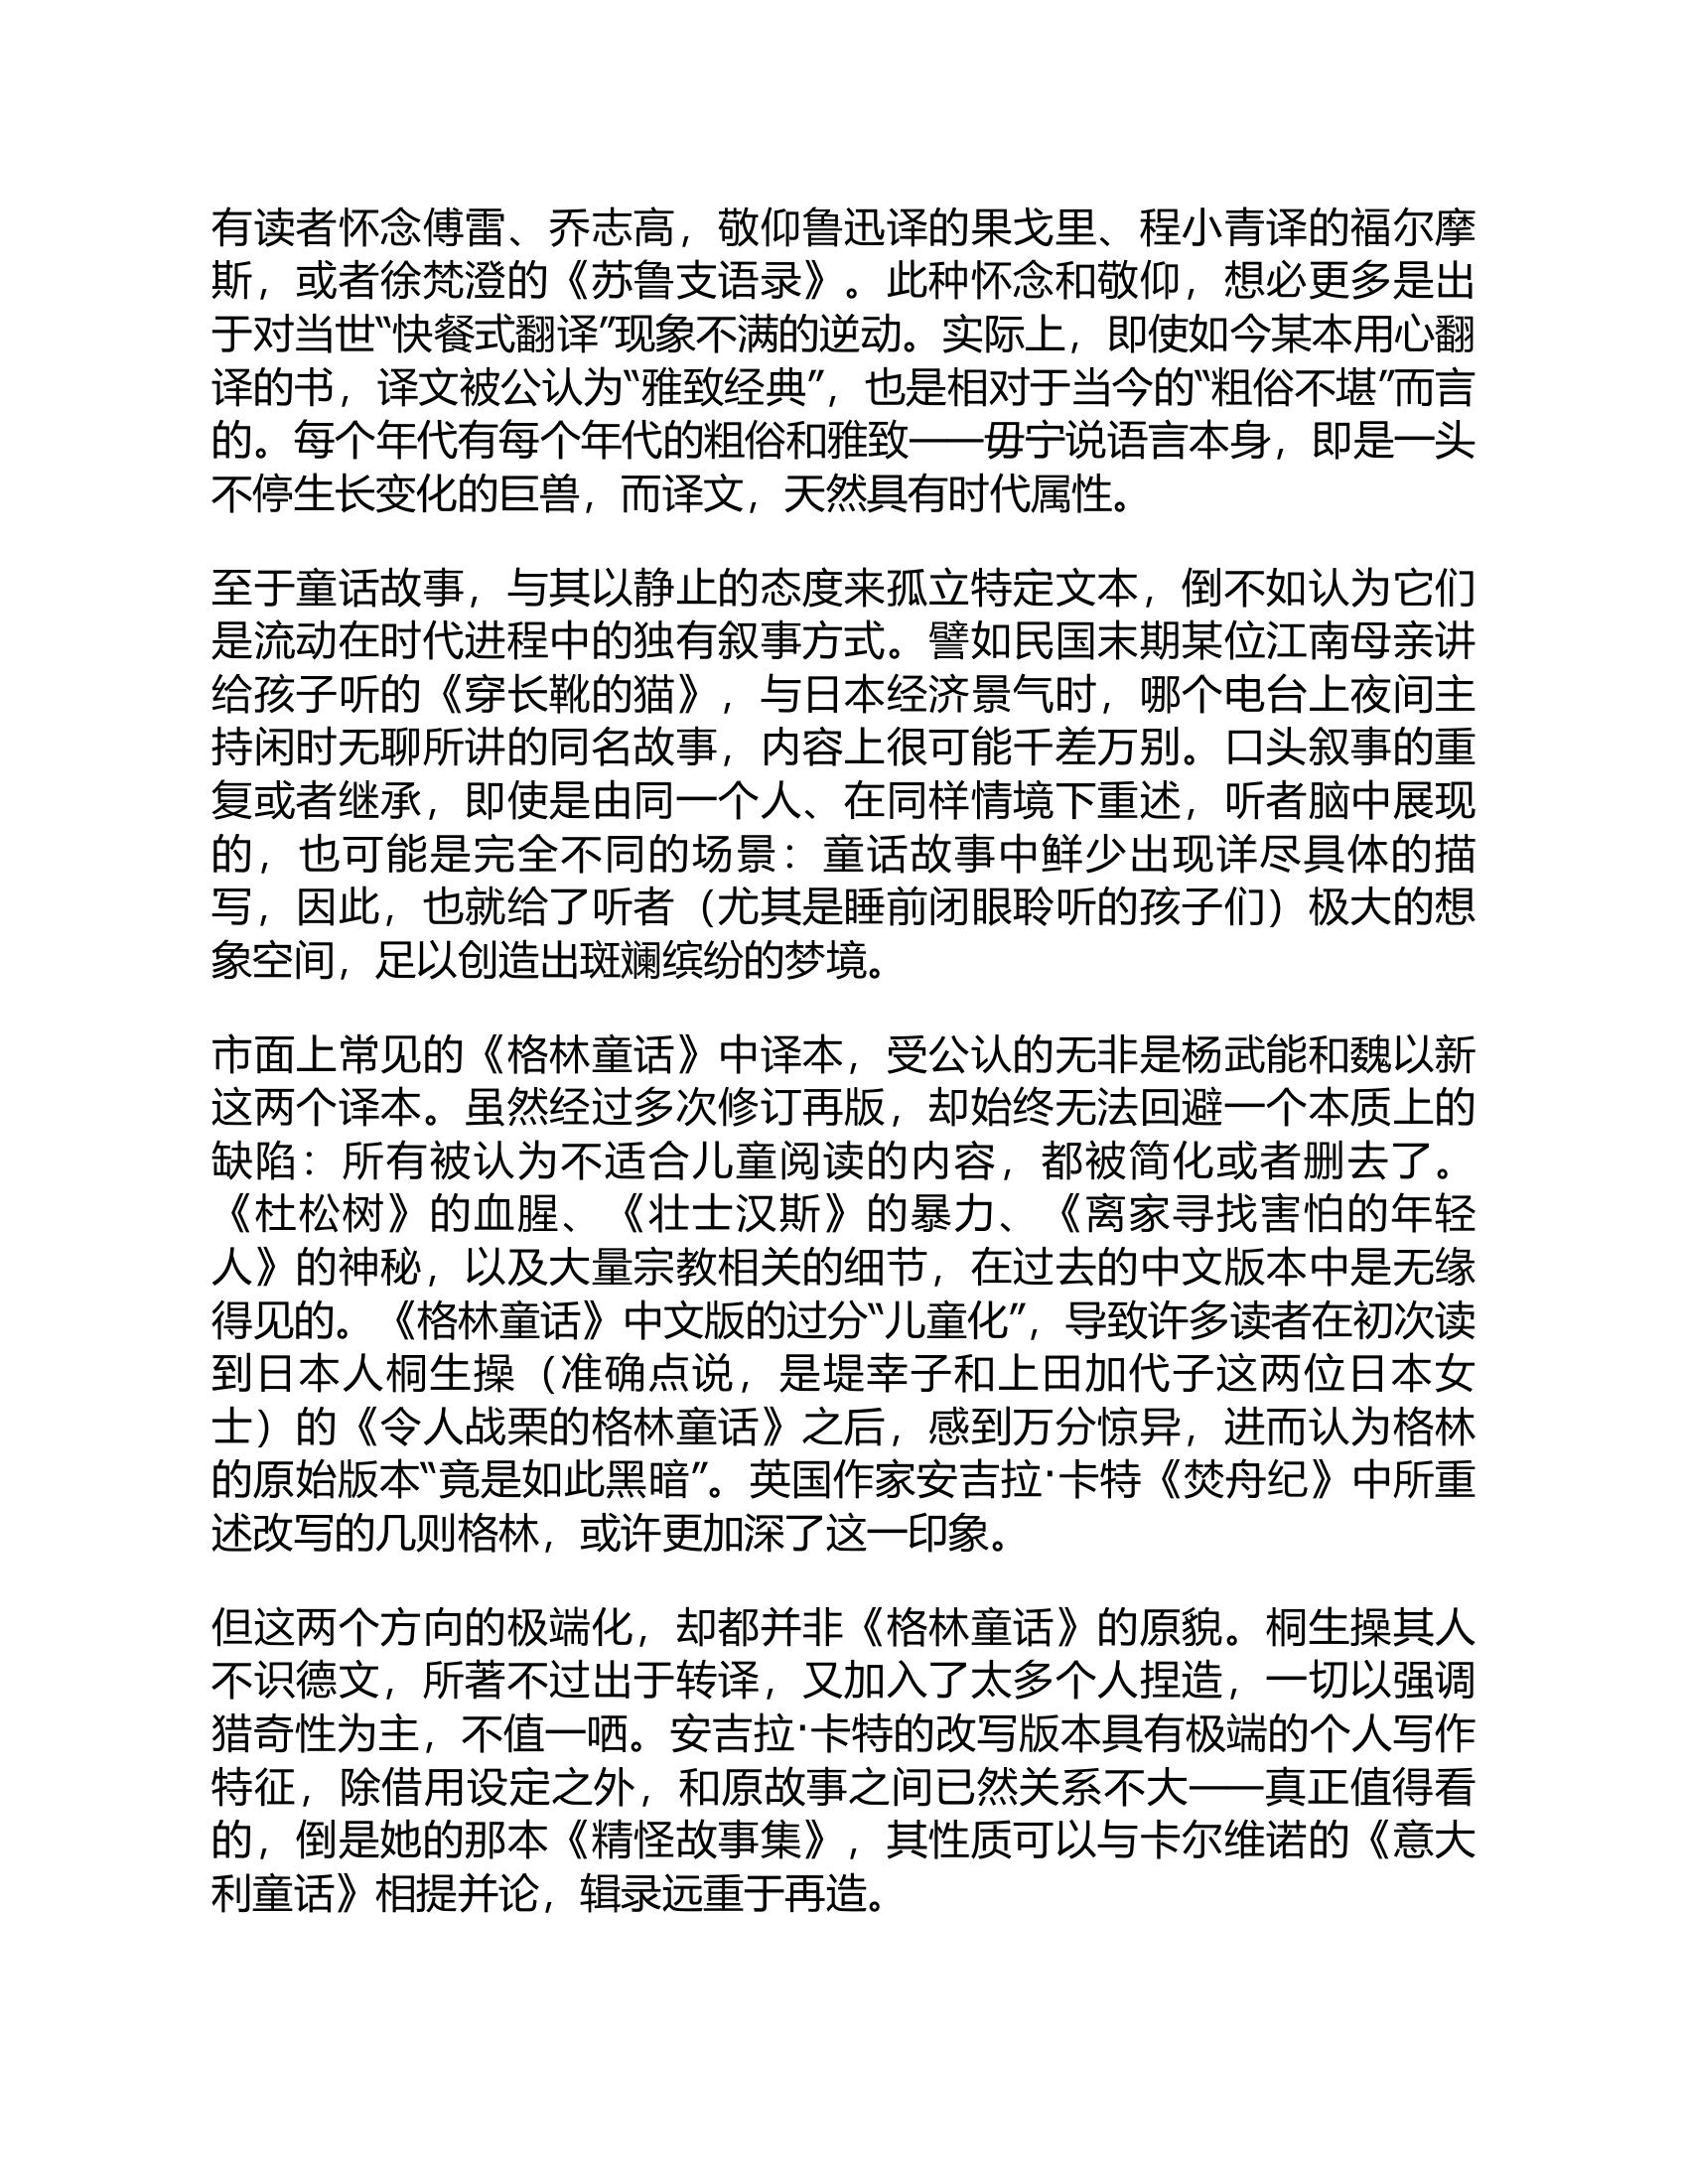 有读者怀念傅雷、乔志高，敬仰鲁迅译的果戈里、程小青译的福尔摩
斯，或者徐梵澄的《苏鲁支语录》。此种怀念和敬仰，想必更多是出
于对当世“快餐式翻译”现象不满的逆动。实际上，即使如今某本用心翻
译的书，译文被公认为“雅致经典”，也是相对于当今的“粗俗不堪”而言
的。每个年代有每个年代的粗俗和雅致——毋宁说语言本身，即是一头
不停生长变化的巨兽，而译文，天然具有时代属性。
至于童话故事，与其以静止的态度来孤立特定文本，倒不如认为它们
是流动在时代进程中的独有叙事方式。譬如民国末期某位江南母亲讲
给孩子听的《穿长靴的猫》，与日本经济景气时，哪个电台上夜间主
持闲时无聊所讲的同名故事，内容上很可能千差万别。口头叙事的重
复或者继承，即使是由同一个人、在同样情境下重述，听者脑中展现
的，也可能是完全不同的场景：童话故事中鲜少出现详尽具体的描
写，因此，也就给了听者（尤其是睡前闭眼聆听的孩子们）极大的想
象空间，足以创造出斑斓缤纷的梦境。
市面上常见的《格林童话》中译本，受公认的无非是杨武能和魏以新
这两个译本。虽然经过多次修订再版，却始终无法回避一个本质上的
缺陷：所有被认为不适合儿童阅读的内容，都被简化或者删去了。
《杜松树》的血腥、《壮士汉斯》的暴力、《离家寻找害怕的年轻
人》的神秘，以及大量宗教相关的细节，在过去的中文版本中是无缘
得见的。《格林童话》中文版的过分“儿童化”，导致许多读者在初次读
到日本人桐生操（准确点说，是堤幸子和上田加代子这两位日本女
士）的《令人战栗的格林童话》之后，感到万分惊异，进而认为格林
的原始版本“竟是如此黑暗”。英国作家安吉拉·卡特《焚舟纪》中所重
述改写的几则格林，或许更加深了这一印象。
但这两个方向的极端化，却都并非《格林童话》的原貌。桐生操其人
不识德文，所著不过出于转译，又加入了太多个人捏造，一切以强调
猎奇性为主，不值一哂。安吉拉·卡特的改写版本具有极端的个人写作
特征，除借用设定之外，和原故事之间已然关系不大——真正值得看
的，倒是她的那本《精怪故事集》，其性质可以与卡尔维诺的《意大
利童话》相提并论，辑录远重于再造。